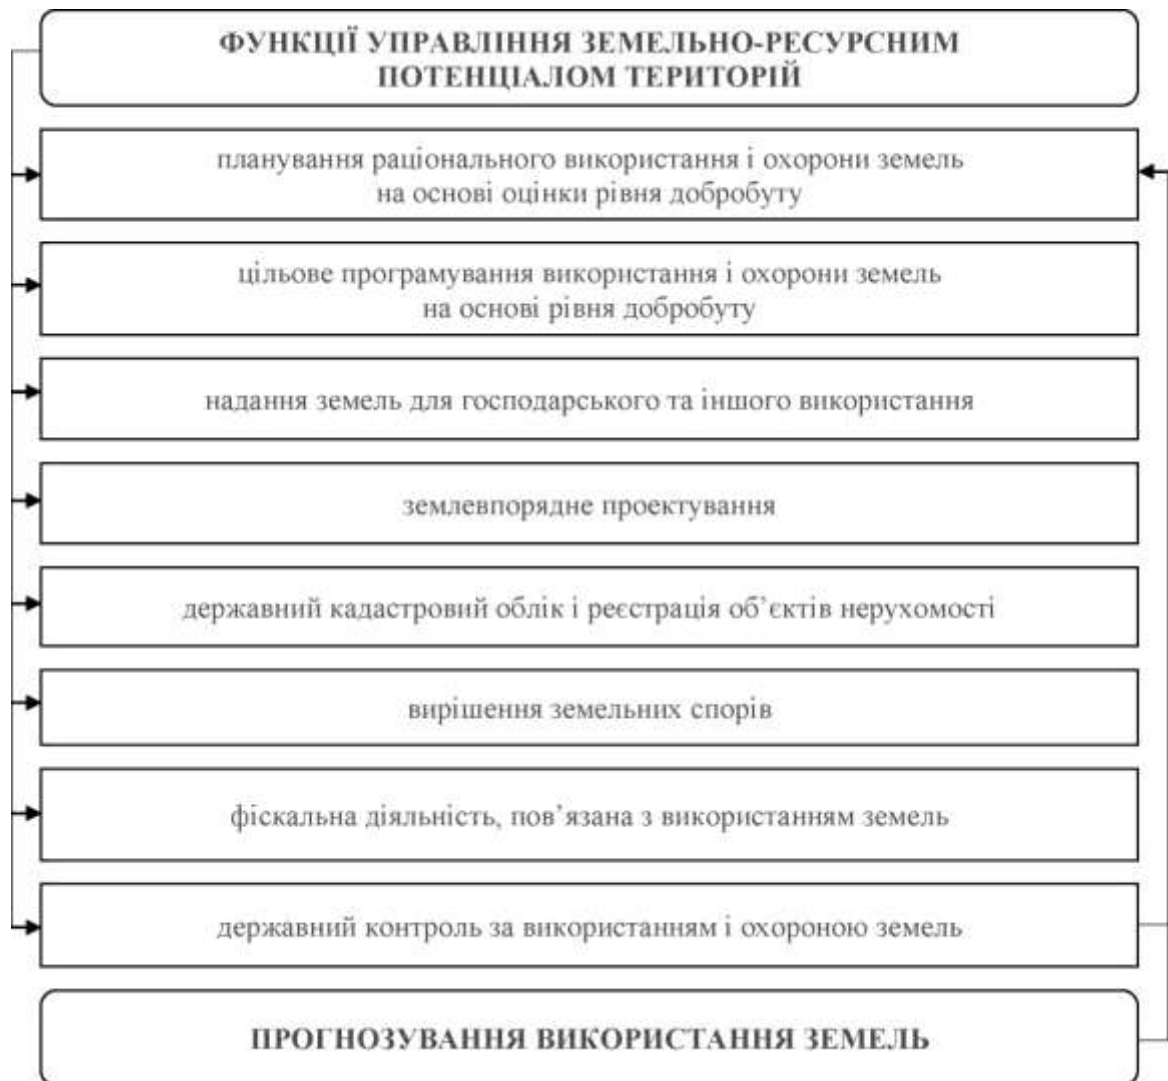 ФУНКЦІЇ УПРАВЛІННЯ ЗЕМЕЛЬНО-РЕСУРСНИМ
ПОТЕНЦІАЛОМ ТЕРИТОРІЙ
планування раціонального використання і охорони земель
на основі оцінки рівня добробуту
цільове програмування використання і охорони земель
на основі рівня добробуту
надання земель для господарського та іншого використання
землевпорядне проектування
державний кадастровий облік і реєстрація об’єктів нерухомості
вирішення земельних спорів
фіскальна діяльність, пов’язана з використанням земель
державний контроль за використанням і охороною земель
ПРОГНОЗУВАННЯ ВИКОРИСТАННЯ ЗЕМЕЛЬ